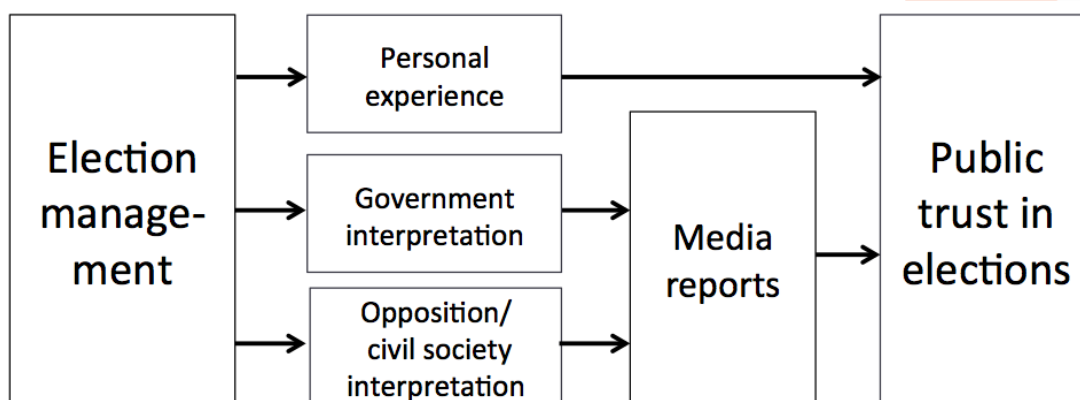 Election
manage-
ment
Personal
experience
Government
interpretation
Opposition/
civil society
interpretation
Media
reports
Public
trust in
elections